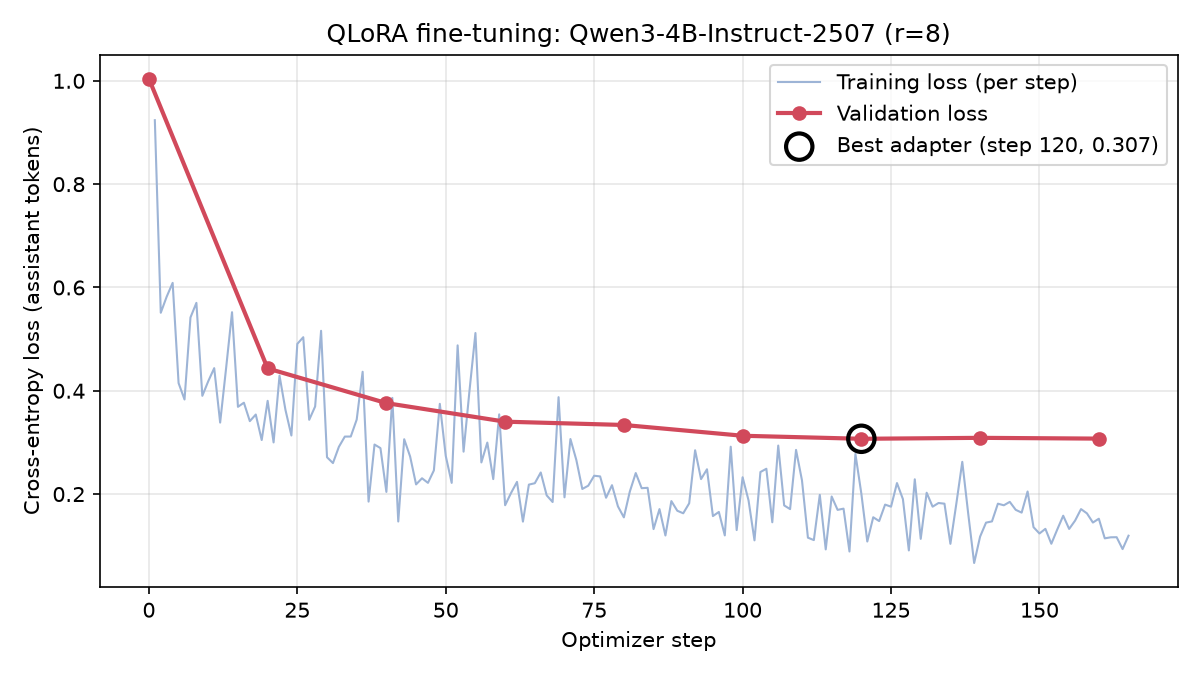 QLoRA fine-tuning: Qwen3-4B-Instruct-2507 (r=8)
Training loss (per step)
Validation loss
Best adapter (step 120, 0.307)
Cross-entropy loss (assistant tokens)
1.0
0.8
0.6
0.4
0.2
0 25 50 75 100 125 150
Optimizer step